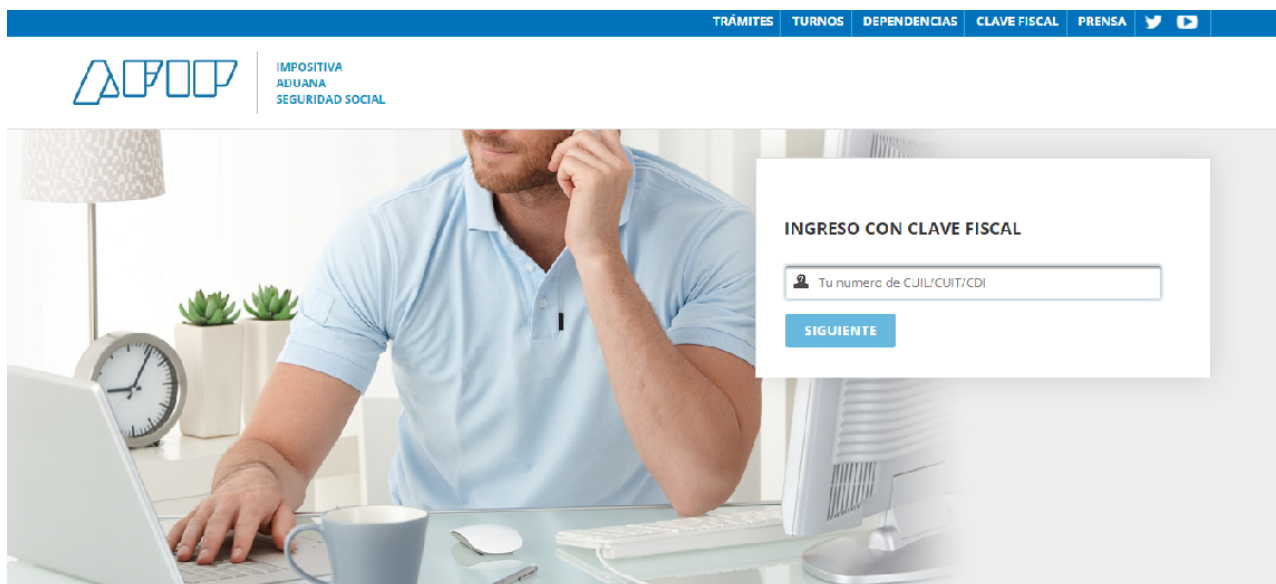 TRÁMITES TURNOS DEPENDENCIAS CLAVE FISCAL PRENSA
AFIP
IMPOSITIVA
ADUANA
SEGURIDAD SOCIAL
INGRESO CON CLAVE FISCAL
Tu numero de CUIL/CUIT/CDI
SIGUIENTE